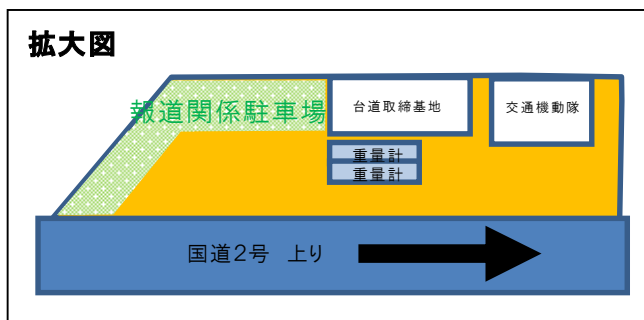 拡大図
報道関係駐車場
台道取締基地
交通機動隊
重量計
重量計
国道2号 上り